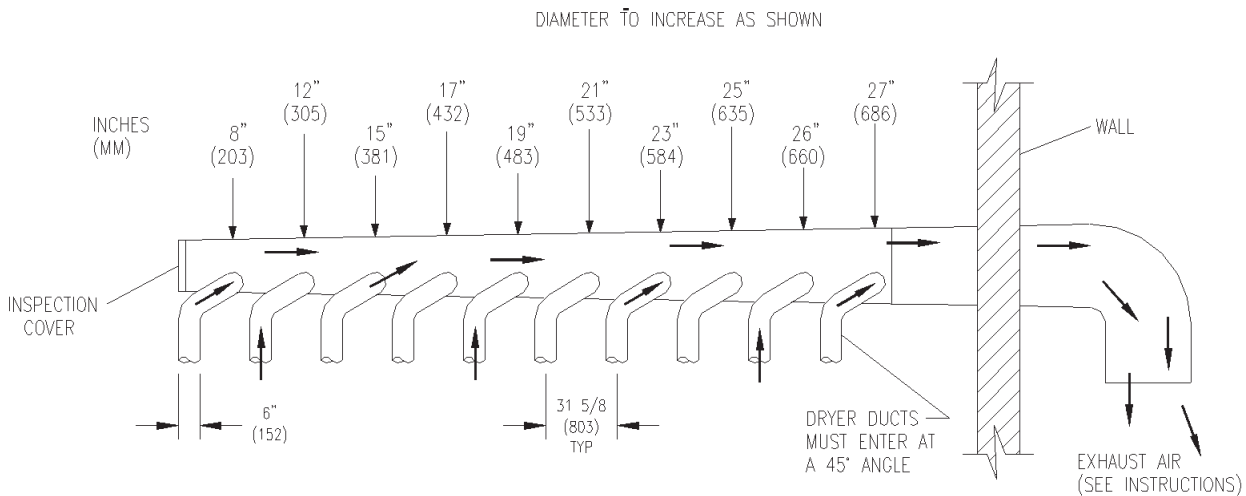 DIAMETER TO INCREASE AS SHOWN
INCHES
(MM)
8”
(203)
12”
(305)
15”
(381)
17”
(432)
19”
(483)
21”
(533)
23”
(584)
25”
(635)
26”
(660)
27”
(686)
WALL
INSPECTION
COVER
6”
(152)
31 5/8
(803)
TYP
DRYER DUCTS
MUST ENTER AT
A 45° ANGLE
EXHAUST AIR
(SEE INSTRUCTIONS)